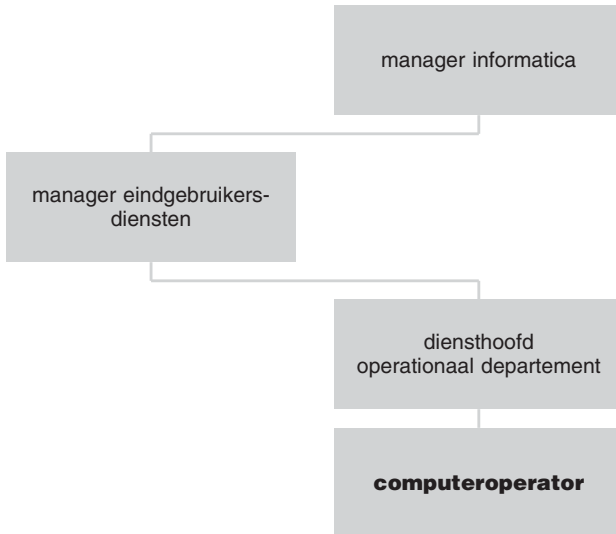 manager informatica
manager eindgebruikers-
diensten
diensthoofd
operationaal departement
computeroperator